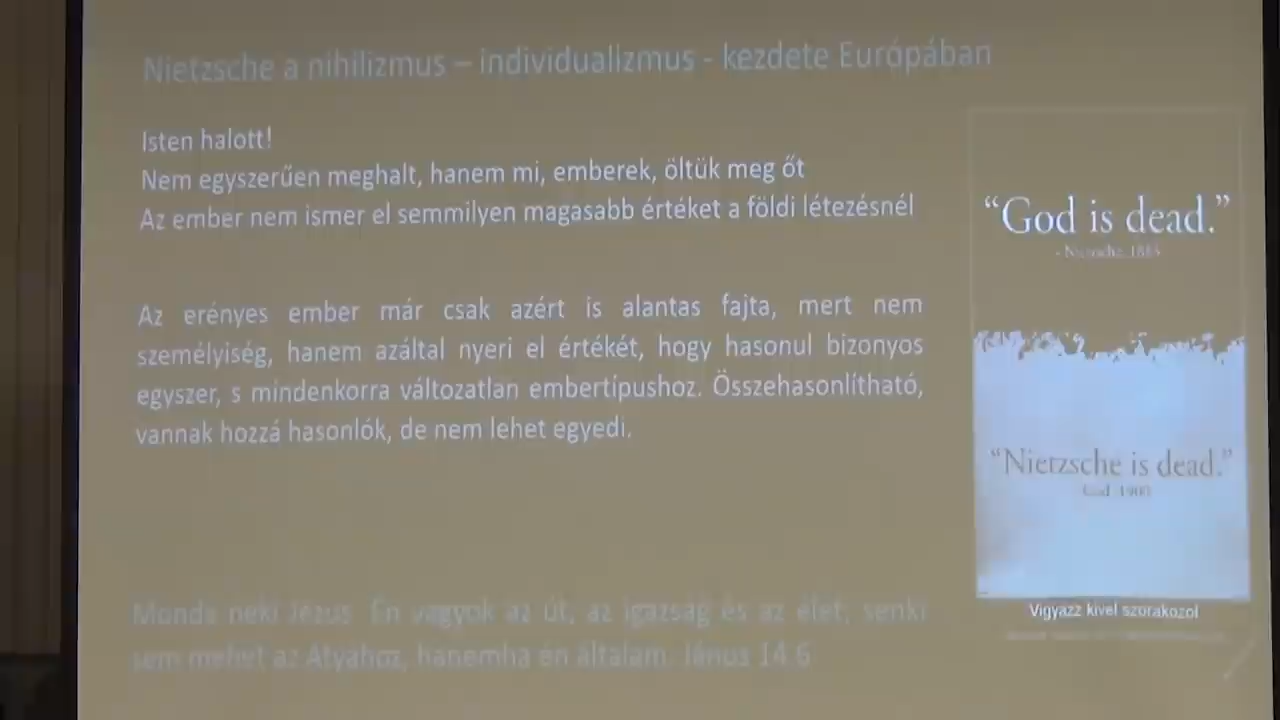 Nietzsche a nihilizmus – individualizmus - kezdete Európában
Isten halott!
Nem egyszerűen meghalt, hanem mi, emberek, öltük meg őt
Az ember nem ismer el semmilyen magasabb értéket a földi létezésnél
Az erényes ember már csak azért is alantas fajta, mert nem
személyiség, hanem azáltal nyeri el értékét, hogy hasonul bizonyos
egyszer, s mindenkorra változatlan embertípushoz. Összehasonlítható,
vannak hozzá hasonlók, de nem lehet egyedi.
Monda neki Jézus: Én vagyok az út, az igazság és az élet; senki
sem mehet az Atyához, hanemha én általam. János 14:6
“God is dead.”
- Nietzsche, 1883
“Nietzsche is dead.”
God, 1900
Vigyazz kivel szorakozol